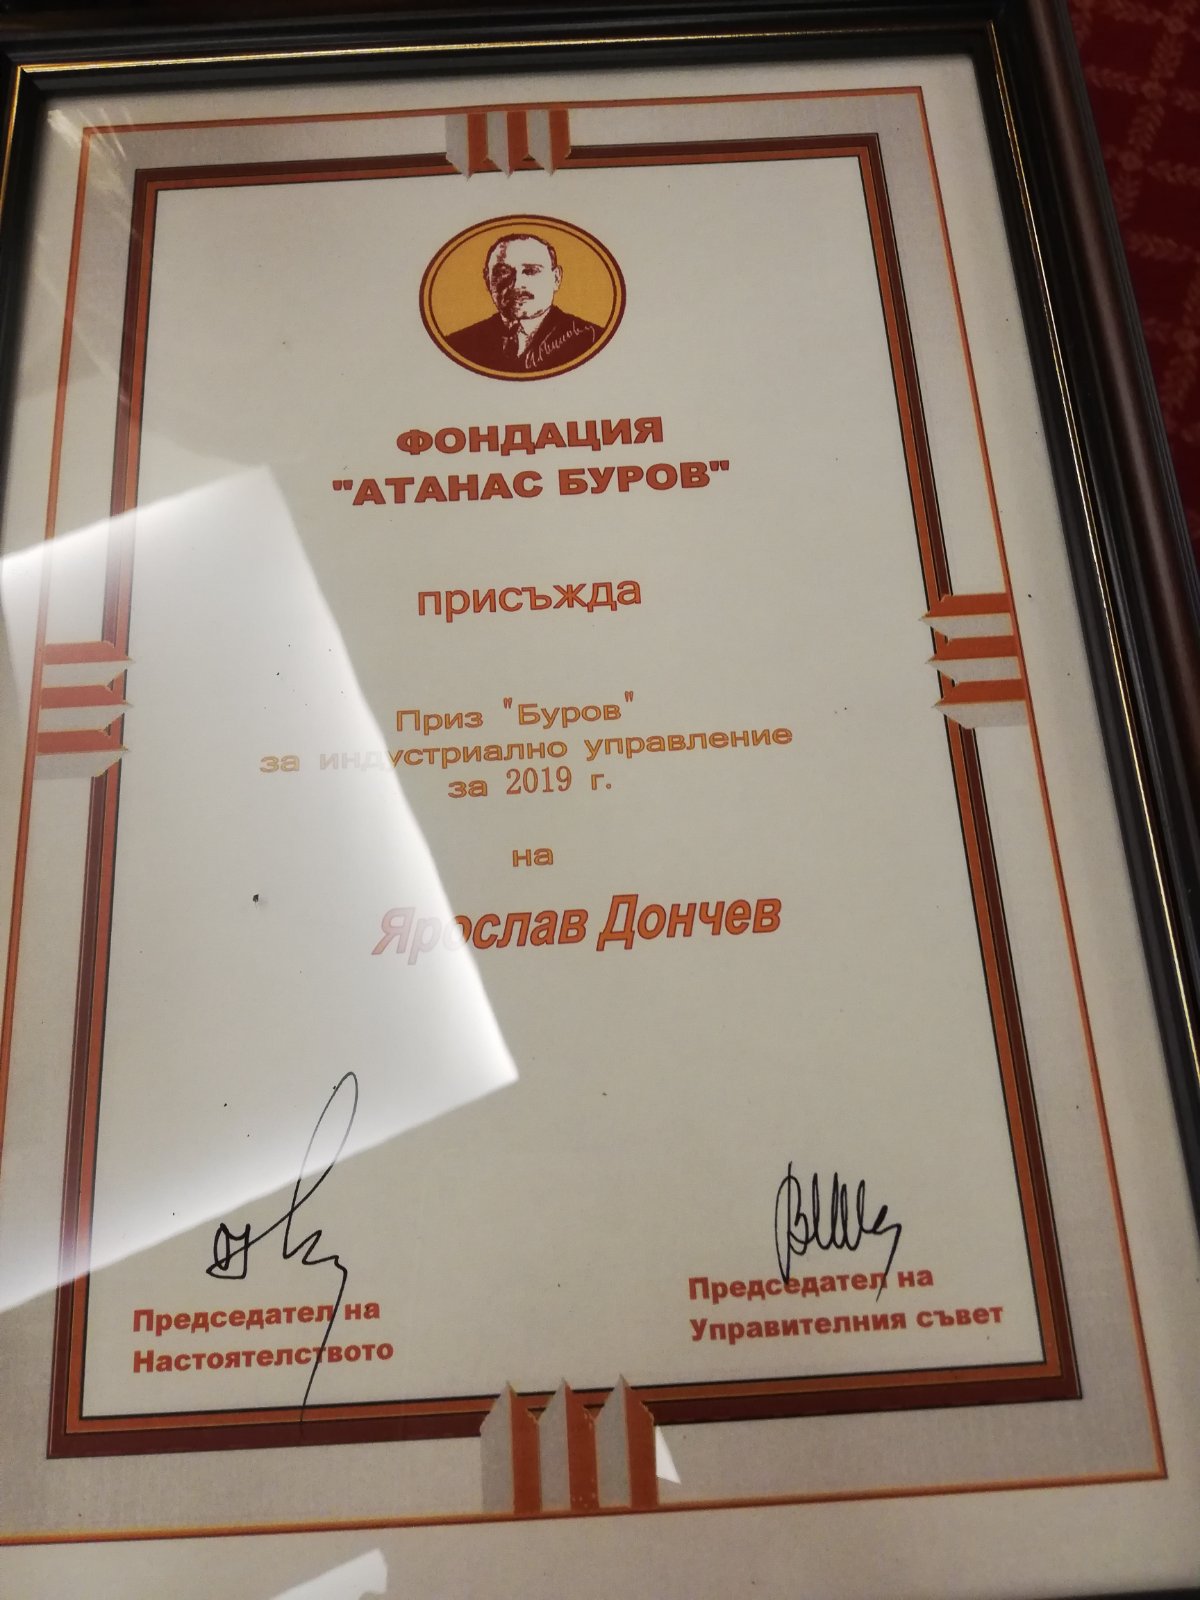 ФОНДАЦИЯ
"АТАНАС БУРОВ"
присъжда
Приз "Буров"
за индустриално управление
за 2019 г.
на
Ярослав Дончев
Председател на
Настоятелството
Председател на
Управителния съвет